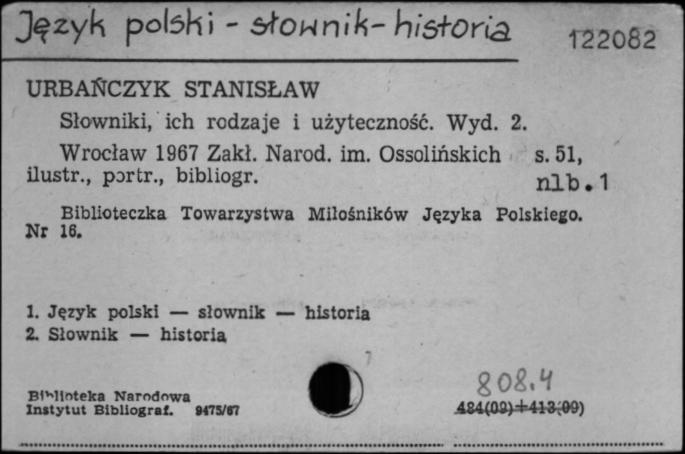 Język polski - słownik - historia
122082
URBAŃCZYK STANISŁAW
Słowniki, ich rodzaje i użyteczność. Wyd. 2.
Wrocław 1967 Zakł. Narod. im. Ossolińskich s. 51,
ilustr., portr., bibliogr. nlb. 1
Biblioteczka Towarzystwa Miłośników Języka Polskiego.
Nr 16.
1. Język polski — słownik — historia
2. Słownik — historia
7
808.4
Biblioteka Narodowa
Instytut Bibliograf. 9475/67
484(09)+413(09)